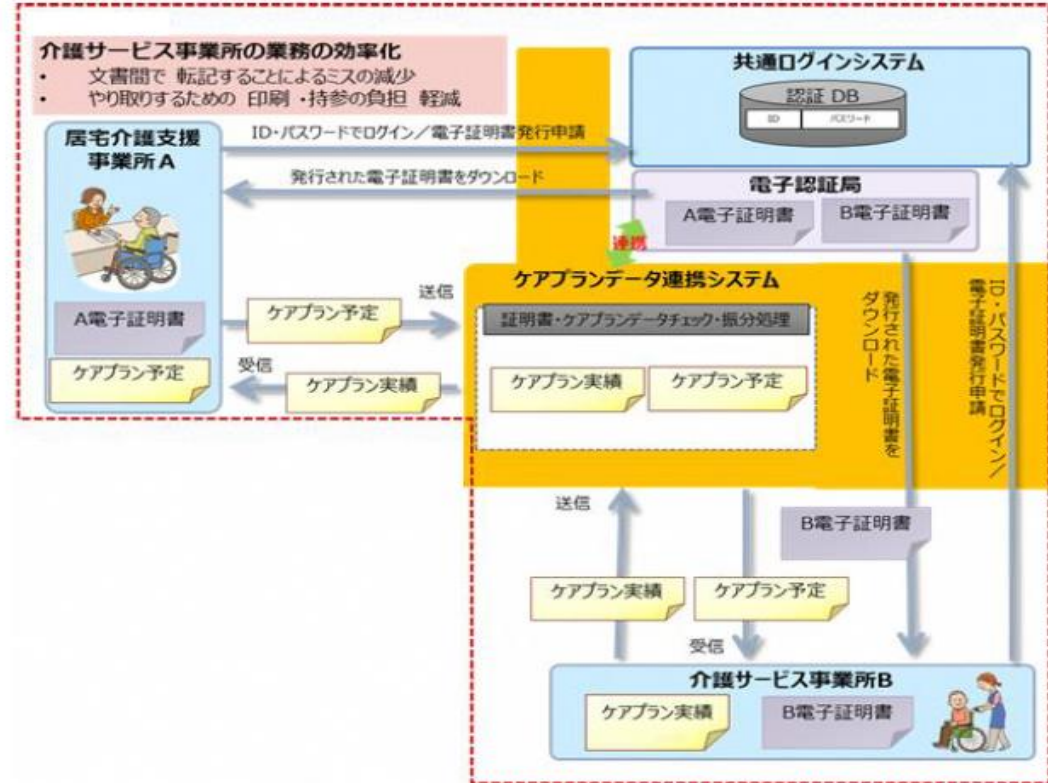 介護サービス事業所の業務の効率化
• 文書間で 転記することによるミスの減少
• やり取りするための 印刷・持参の負担 軽減
共通ログインシステム
認証 DB
ID
パスワード
居宅介護支援
事業所A
ID・パスワードでログイン／電子証明書発行申請
発行された電子証明書をダウンロード
電子認証局
A電子証明書
B電子証明書
連携
ケアプランデータ連携システム
証明書・ケアプランデータチェック・振分処理
A電子証明書
ケアプラン予定
送信
ケアプラン予定
受信
ケアプラン実績
ケアプラン実績
ケアプラン予定
発行された電子証明書を
ダウンロード
ID・パスワードでログイン／
電子証明書発行申請
送信
B電子証明書
ケアプラン実績
ケアプラン予定
受信
介護サービス事業所B
ケアプラン実績
B電子証明書